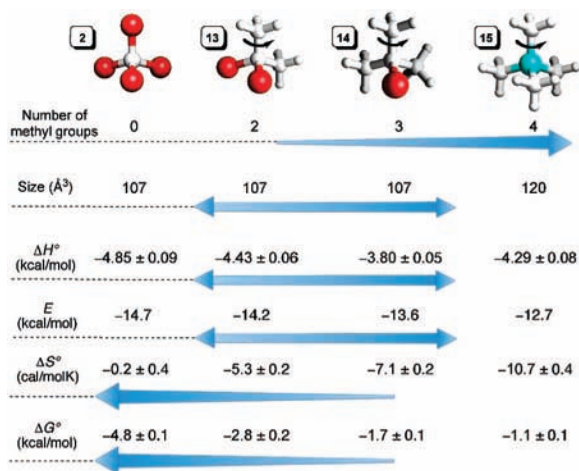 2 13 14 15
Number of
methyl groups
0 2 3 4
Size (Å³) 107 107 107 120
ΔH°
(kcal/mol)
−4.85 ± 0.09 −4.43 ± 0.06 −3.80 ± 0.05 −4.29 ± 0.08
E
(kcal/mol)
−14.7 −14.2 −13.6 −12.7
ΔS°
(cal/molK)
−0.2 ± 0.4 −5.3 ± 0.2 −7.1 ± 0.2 −10.7 ± 0.4
ΔG°
(kcal/mol)
−4.8 ± 0.1 −2.8 ± 0.2 −1.7 ± 0.1 −1.1 ± 0.1